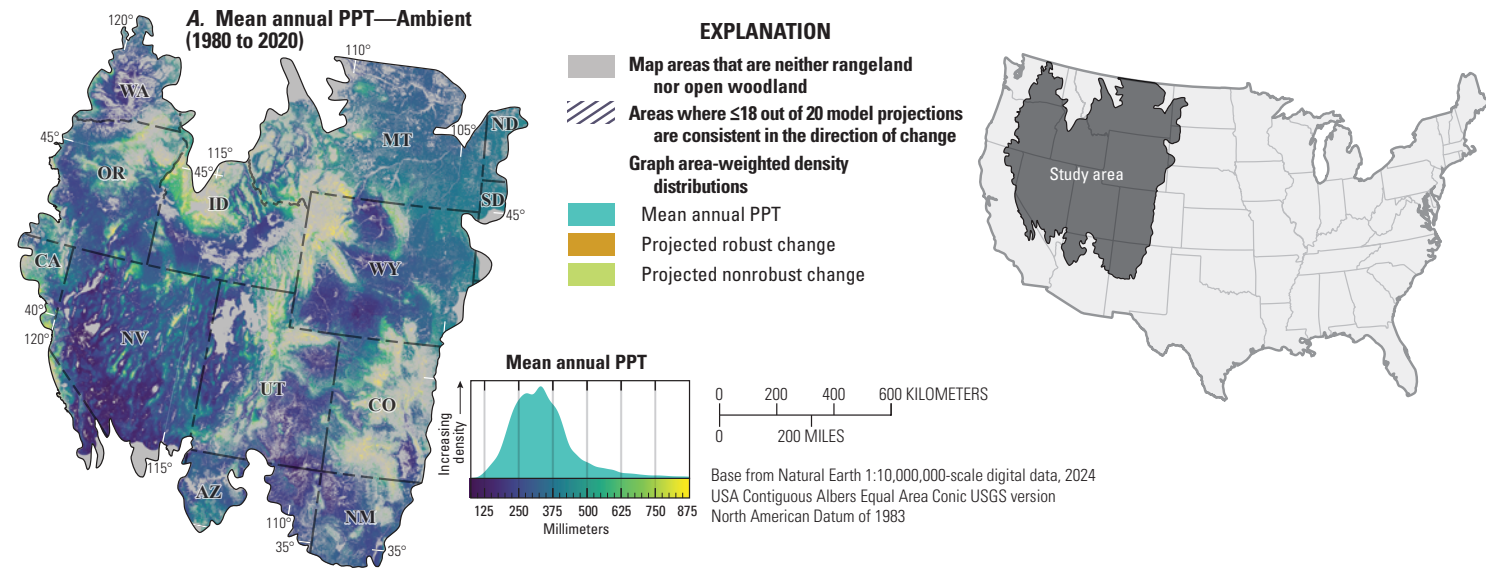 A. Mean annual PPT—Ambient
(1980 to 2020)
120°
110°
WA
45°
OR
115°
45°
ID
MT
105°
ND
SD
45°
WY
CA
40°
120°
NV
UT
CO
115°
AZ
110°
35°
NM
35°
EXPLANATION
Map areas that are neither rangeland
nor open woodland
Areas where ≤18 out of 20 model projections
are consistent in the direction of change
Graph area-weighted density
distributions
Mean annual PPT
Projected robust change
Projected nonrobust change
Mean annual PPT
Increasing
density
125 250 375 500 625 750 875
Millimeters
0 200 400 600 KILOMETERS
0 200 MILES
Base from Natural Earth 1:10,000,000-scale digital data, 2024
USA Contiguous Albers Equal Area Conic USGS version
North American Datum of 1983
Study area